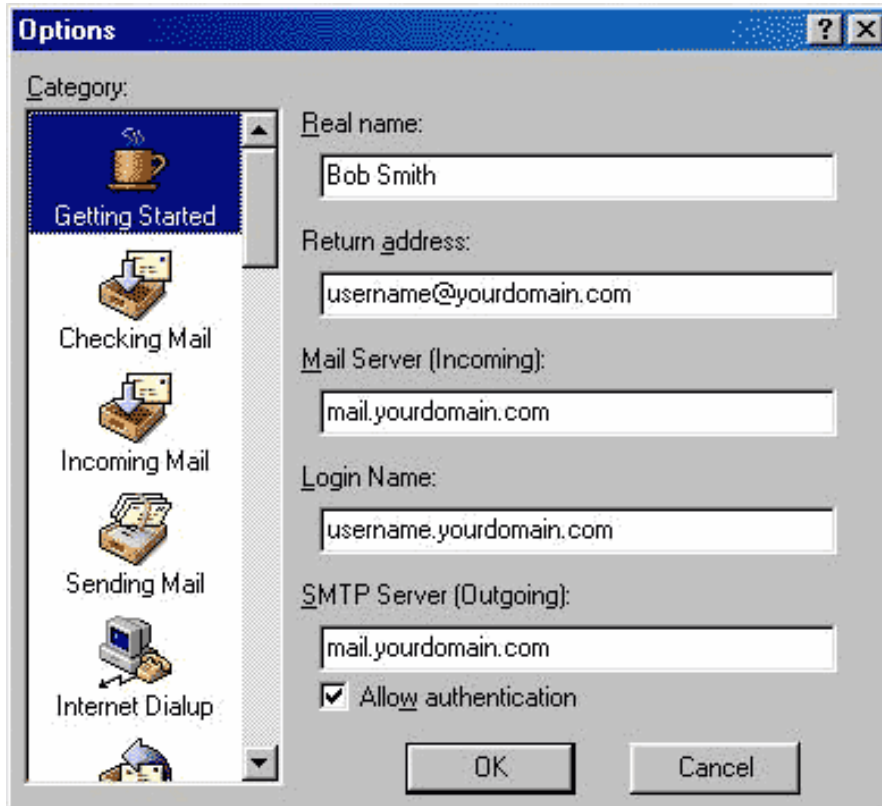 Options
Category:
Getting Started
Checking Mail
Incoming Mail
Sending Mail
Internet Dialup
Real name:
Bob Smith
Return address:
username@yourdomain.com
Mail Server (Incoming):
mail.yourdomain.com
Login Name:
username.yourdomain.com
SMTP Server (Outgoing):
mail.yourdomain.com
Allow authentication
OK
Cancel